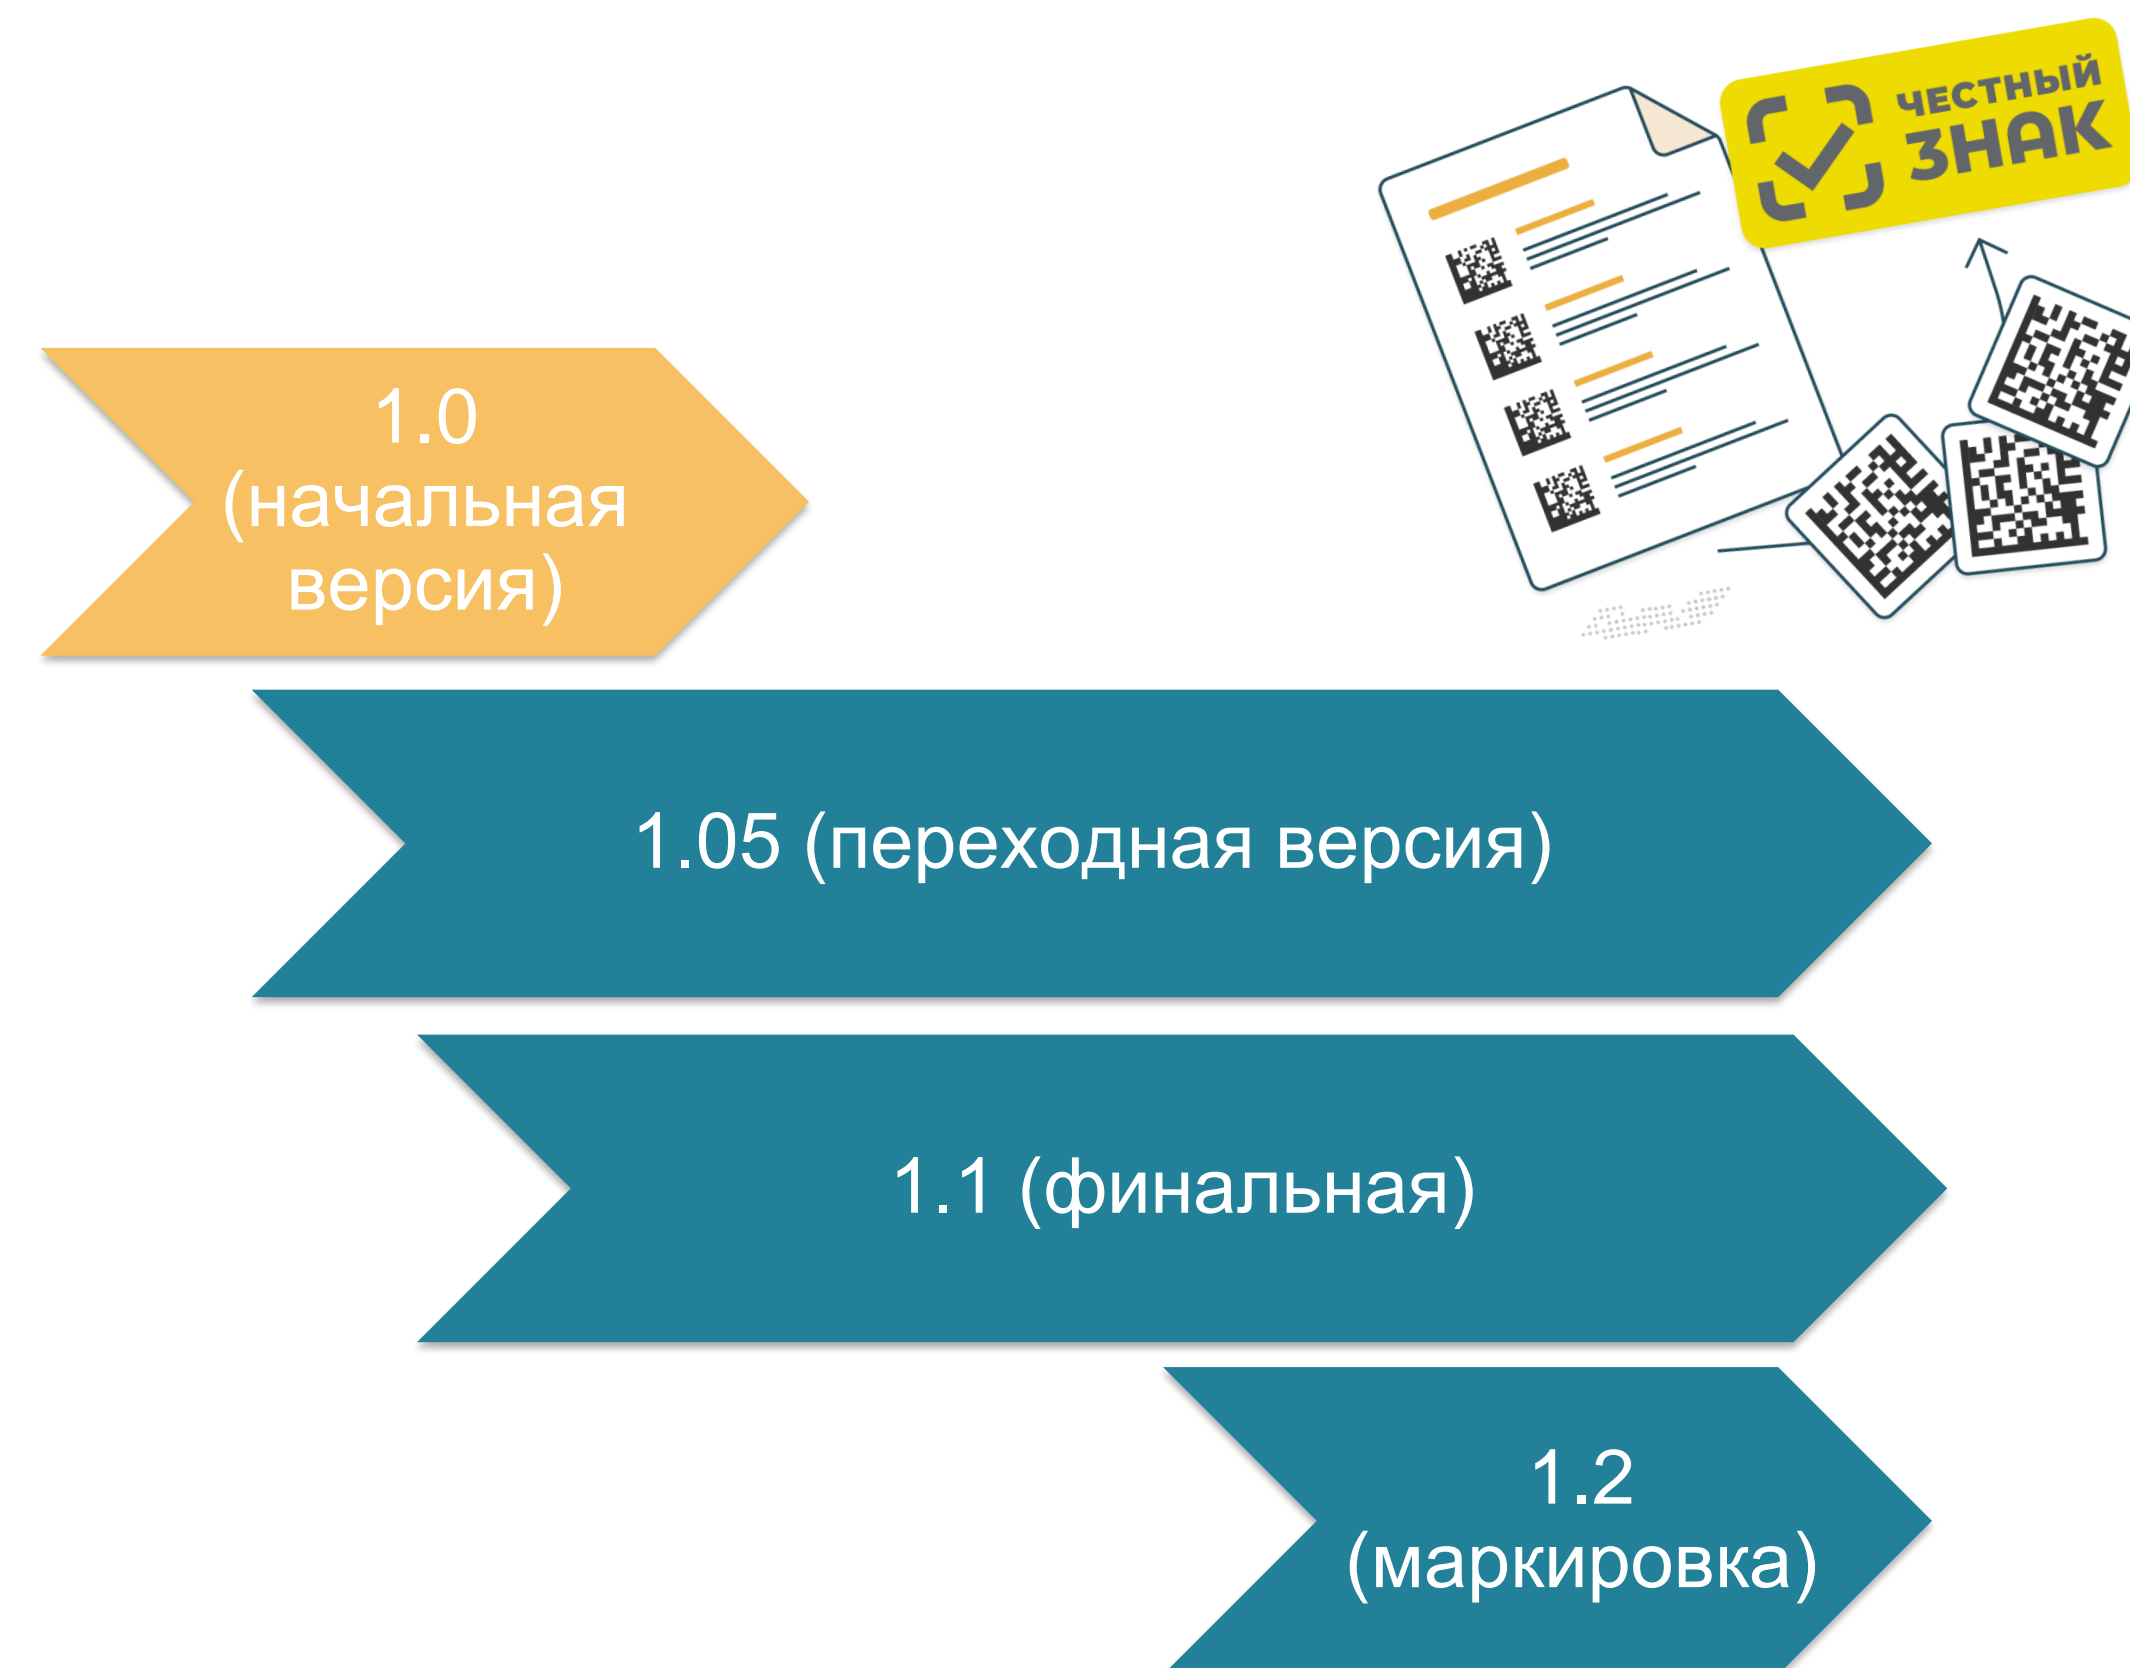 ЧЕСТНЫЙ
ЗНАК
1.0
(начальная
версия)
1.05 (переходная версия)
1.1 (финальная)
1.2
(маркировка)